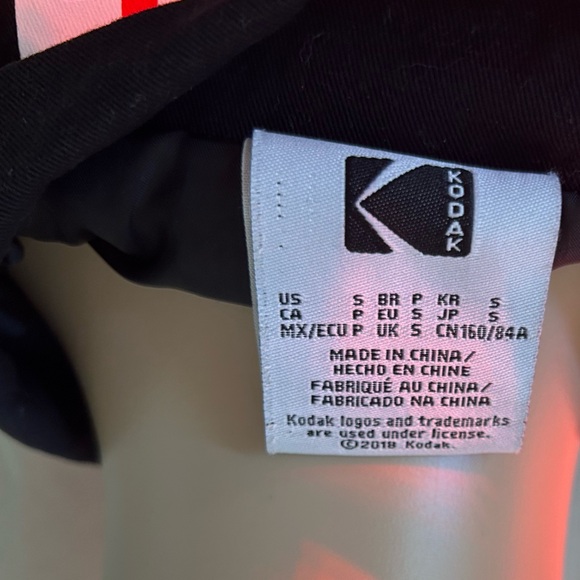 KODAK
US S BR P KR S
CA P EU S JP S
MX/ECU P UK S CN160/84A
MADE IN CHINA/
HECHO EN CHINE
FABRIQUÉ AU CHINA/
FABRICADO NA CHINA
Kodak logos and trademarks
are used under license.
©2018 Kodak.